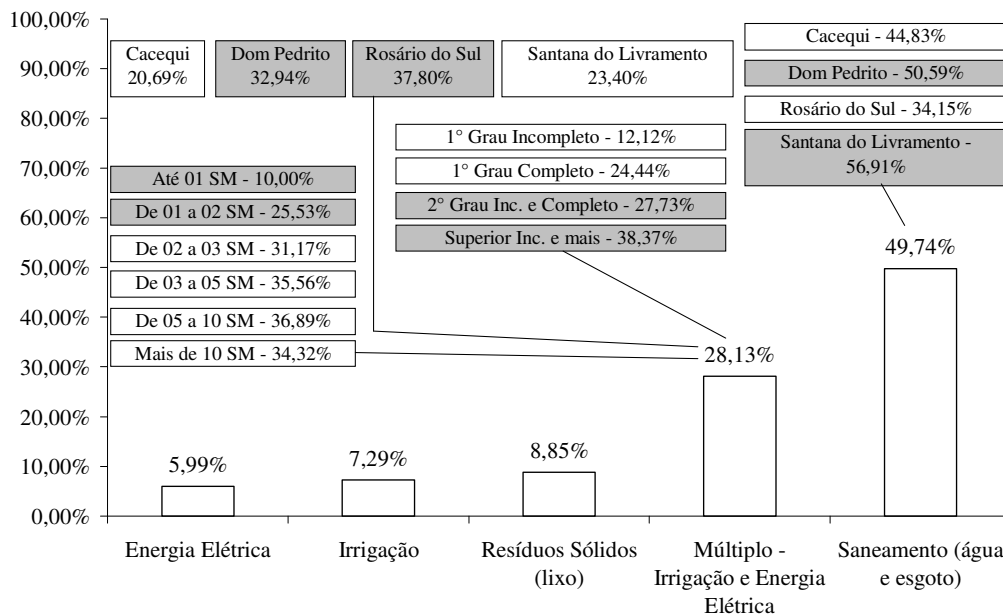 100,00%
90,00%
80,00%
70,00%
60,00%
50,00%
40,00%
30,00%
20,00%
10,00%
0,00%
Cacequi
20,69%
Dom Pedrito
32,94%
Rosário do Sul
37,80%
Santana do Livramento
23,40%
Cacequi - 44,83%
Dom Pedrito - 50,59%
Rosário do Sul - 34,15%
Santana do Livramento -
56,91%
1° Grau Incompleto - 12,12%
1° Grau Completo - 24,44%
2° Grau Inc. e Completo - 27,73%
Superior Inc. e mais - 38,37%
Até 01 SM - 10,00%
De 01 a 02 SM - 25,53%
De 02 a 03 SM - 31,17%
De 03 a 05 SM - 35,56%
De 05 a 10 SM - 36,89%
Mais de 10 SM - 34,32%
5,99%
7,29%
8,85%
28,13%
49,74%
Energia Elétrica
Irrigação
Resíduos Sólidos
(lixo)
Múltiplo -
Irrigação e Energia
Elétrica
Saneamento (água
e esgoto)